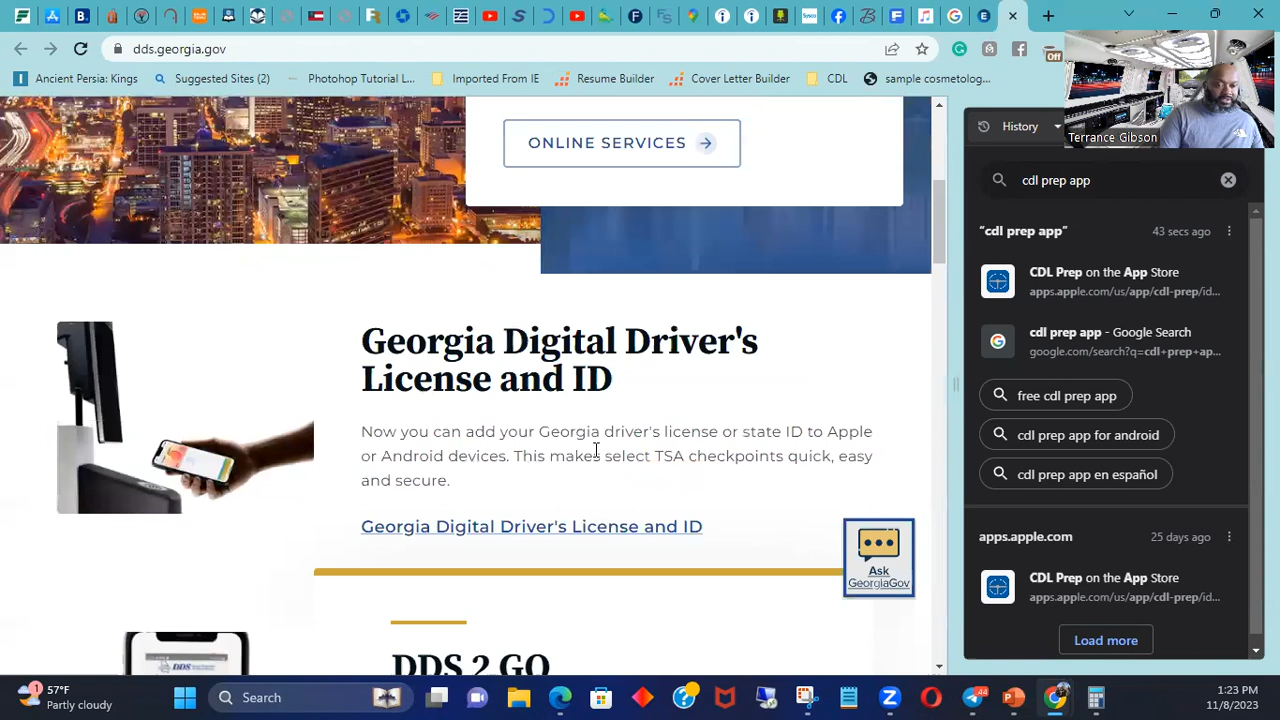 dds.georgia.gov
Ancient Persia: Kings
Suggested Sites (2)
Photohop Tutorial L...
Imported From IE
Resume Builder
Cover Letter Builder
CDL
sample cosmetolog...
Off
Terrance Gibson
ONLINE SERVICES
Georgia Digital Driver's
License and ID
Now you can add your Georgia driver's license or state ID to Apple
or Android devices. This makes select TSA checkpoints quick, easy
and secure.
Georgia Digital Driver's License and ID
Ask
GeorgiaGov
DDS
DDS 2 GO
History
cdl prep app
“cdl prep app”
43 secs ago
CDL Prep on the App Store
apps.apple.com/us/app/cdl-prep/id...
cdl prep app - Google Search
google.com/search?q=cdl+prep+ap...
free cdl prep app
cdl prep app for android
cdl prep app en español
apps.apple.com
25 days ago
CDL Prep on the App Store
apps.apple.com/us/app/cdl-prep/id...
Load more
1
57°F
Partly cloudy
Search
44
1:23 PM
11/8/2023